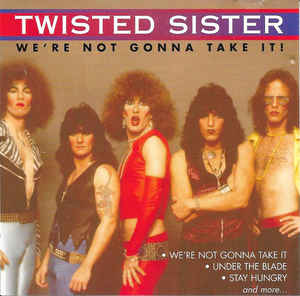 TWISTED SISTER
WE'RE NOT GONNA TAKE IT!
• WE'RE NOT GONNA TAKE IT
• UNDER THE BLADE
• STAY HUNGRY
and more...